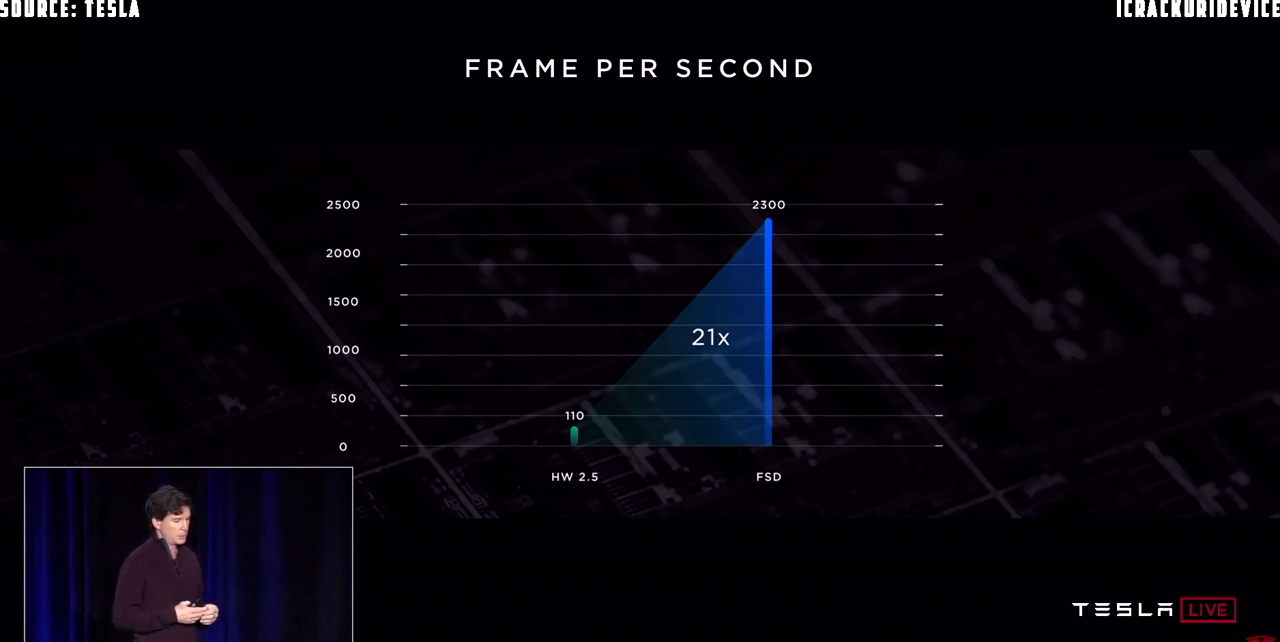 SOURCE: TESLA
ICRACKURIDEVICE
FRAME PER SECOND
2500
2300
2000
1500
21x
1000
500
110
0
HW 2.5
FSD
TESLA LIVE